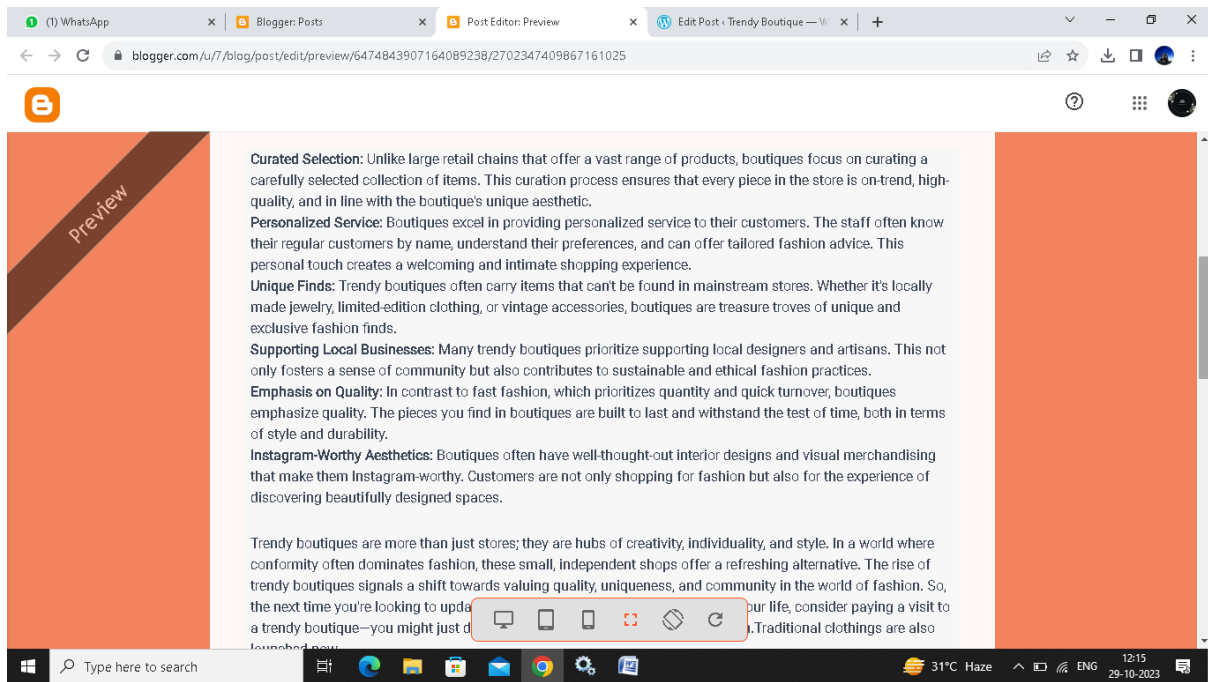 (1) WhatsApp
Blogger: Posts
Post Editor: Preview
Edit Post ‹ Trendy Boutique — W
blogger.com/u/7/blog/post/edit/preview/6474843907164089238/2702347409867161025
Preview
Curated Selection: Unlike large retail chains that offer a vast range of products, boutiques focus on curating a
carefully selected collection of items. This curation process ensures that every piece in the store is on-trend, high-
quality, and in line with the boutique's unique aesthetic.
Personalized Service: Boutiques excel in providing personalized service to their customers. The staff often know
their regular customers by name, understand their preferences, and can offer tailored fashion advice. This
personal touch creates a welcoming and intimate shopping experience.
Unique Finds: Trendy boutiques often carry items that can't be found in mainstream stores. Whether it's locally
made jewelry, limited-edition clothing, or vintage accessories, boutiques are treasure troves of unique and
exclusive fashion finds.
Supporting Local Businesses: Many trendy boutiques prioritize supporting local designers and artisans. This not
only fosters a sense of community but also contributes to sustainable and ethical fashion practices.
Emphasis on Quality: In contrast to fast fashion, which prioritizes quantity and quick turnover, boutiques
emphasize quality. The pieces you find in boutiques are built to last and withstand the test of time, both in terms
of style and durability.
Instagram-Worthy Aesthetics: Boutiques often have well-thought-out interior designs and visual merchandising
that make them Instagram-worthy. Customers are not only shopping for fashion but also for the experience of
discovering beautifully designed spaces.
Trendy boutiques are more than just stores; they are hubs of creativity, individuality, and style. In a world where
conformity often dominates fashion, these small, independent shops offer a refreshing alternative. The rise of
trendy boutiques signals a shift towards valuing quality, uniqueness, and community in the world of fashion. So,
the next time you're looking to life, consider paying a visit to
a trendy boutique—you might just Traditional clothings are also
launched now
Type here to search
31°C Haze
ENG
12:15
29-10-2023